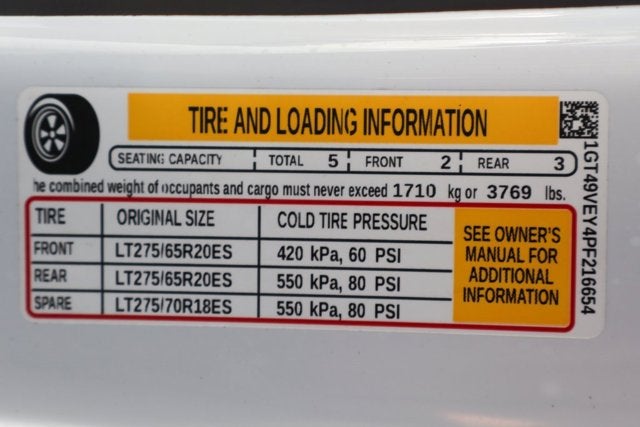 TIRE AND LOADING INFORMATION
SEATING CAPACITY TOTAL 5 FRONT 2 REAR 3
he combined weight of occupants and cargo must never exceed 1710 kg or 3769 lbs.
TIRE ORIGINAL SIZE COLD TIRE PRESSURE
FRONT LT275/65R20ES 420 kPa, 60 PSI
REAR LT275/65R20ES 550 kPa, 80 PSI
SPARE LT275/70R18ES 550 kPa, 80 PSI
SEE OWNER'S
MANUAL FOR
ADDITIONAL
INFORMATION
1GT49VEY4PF216654